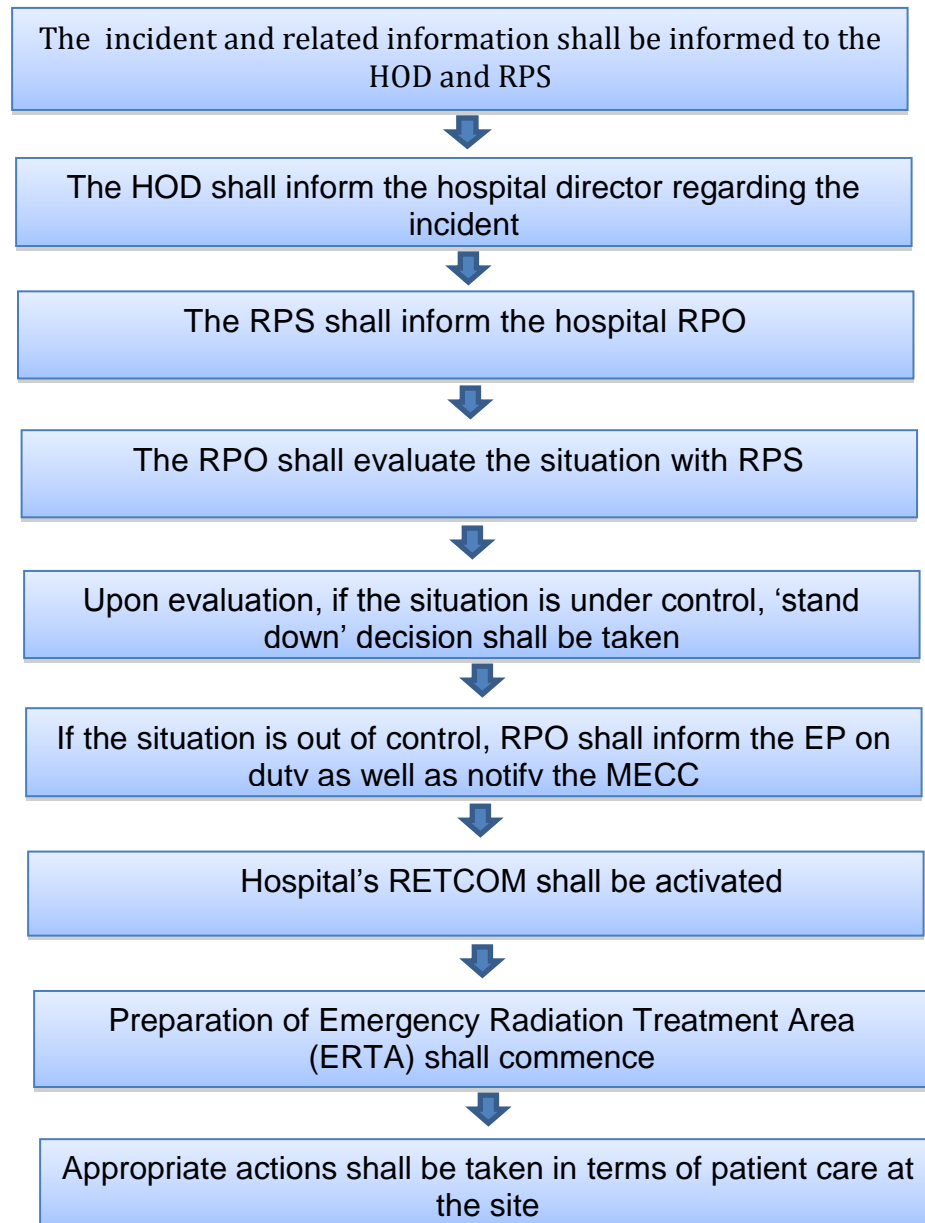 The incident and related information shall be informed to the
HOD and RPS
The HOD shall inform the hospital director regarding the
incident
The RPS shall inform the hospital RPO
The RPO shall evaluate the situation with RPS
Upon evaluation, if the situation is under control, ‘stand
down’ decision shall be taken
If the situation is out of control, RPO shall inform the EP on
duty as well as notify the MECC
Hospital’s RETCOM shall be activated
Preparation of Emergency Radiation Treatment Area
(ERTA) shall commence
Appropriate actions shall be taken in terms of patient care at
the site